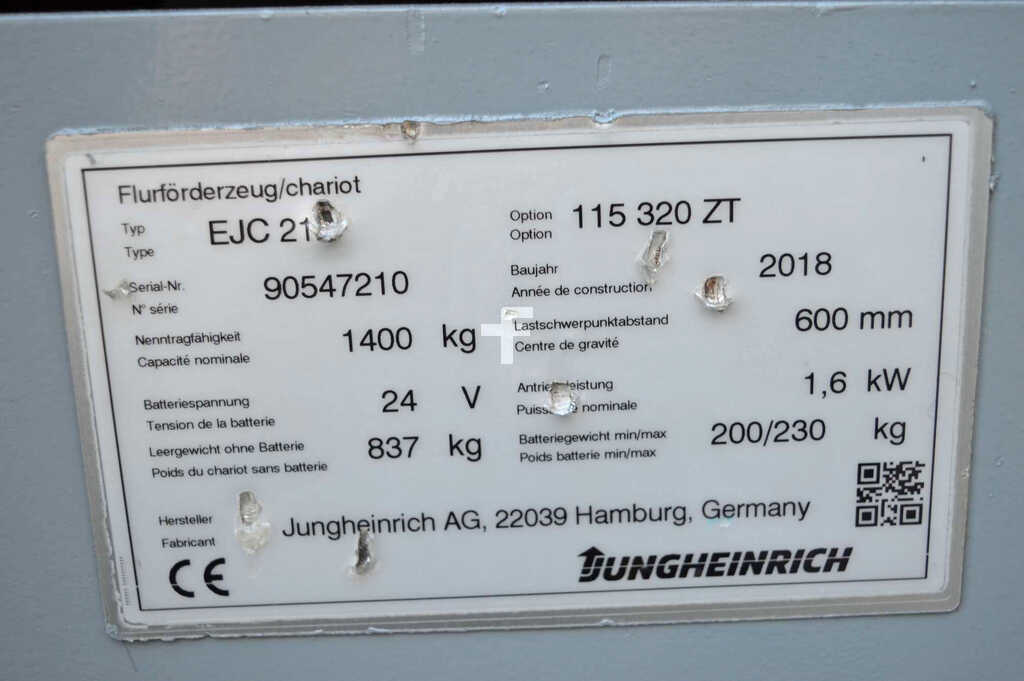 Flurförderzeug/chariot
Typ
Type
EJC 21
Option
Option
115 320 ZT
Serial-Nr.
N° série
90547210
Baujahr
Année de construction
2018
Nenntragfähigkeit
Capacité nominale
1400 kg
Lastschwerpunktabstand
Centre de gravité
600 mm
Batteriespannung
Tension de la batterie
24 V
nominale
1,6 kW
Leergewicht ohne Batterie
Poids du chariot sans batterie
837 kg
Batteriegewicht min/max
Poids batterie min/max
200/230 kg
Hersteller
Fabricant
Jungheinrich AG, 22039 Hamburg, Germany
CE
JUNGHEINRICH